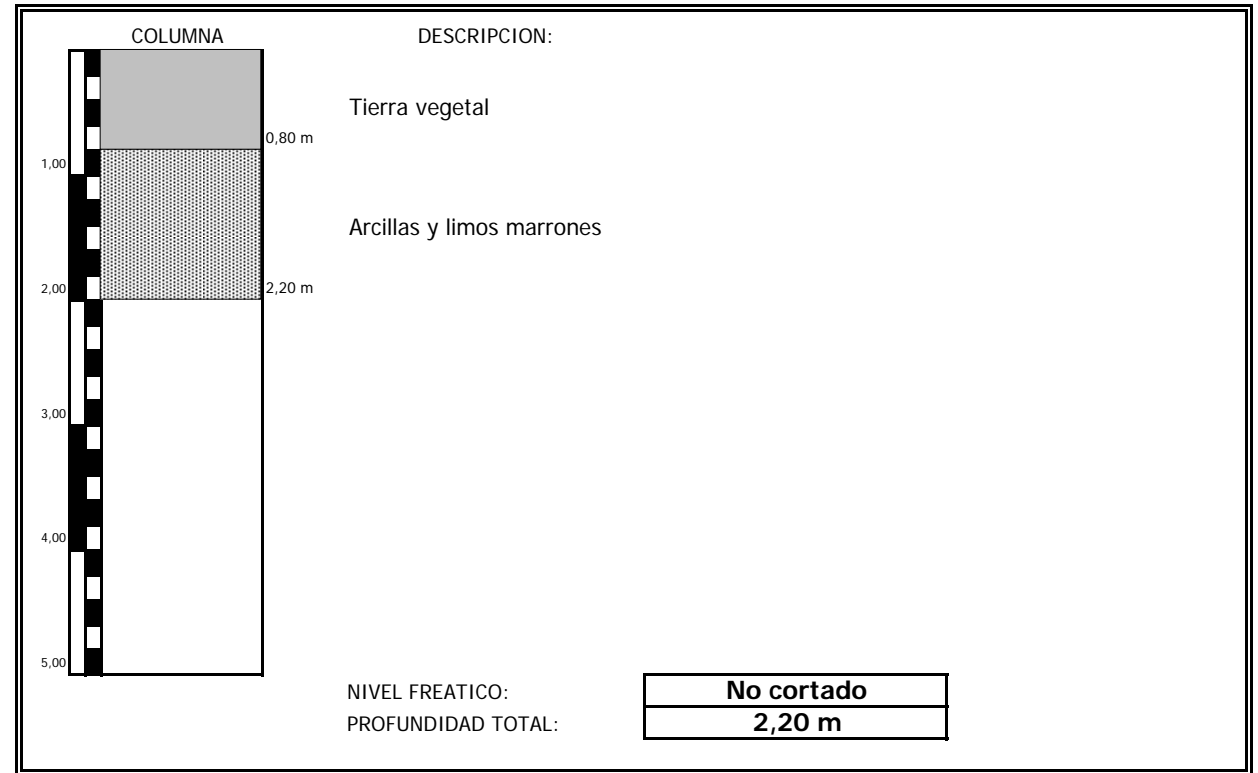 COLUMNA DESCRIPCION:
Tierra vegetal
0,80 m
1,00
Arcillas y limos marrones
2,00 2,20 m
3,00
4,00
5,00
NIVEL FREATICO: No cortado
PROFUNDIDAD TOTAL: 2,20 m